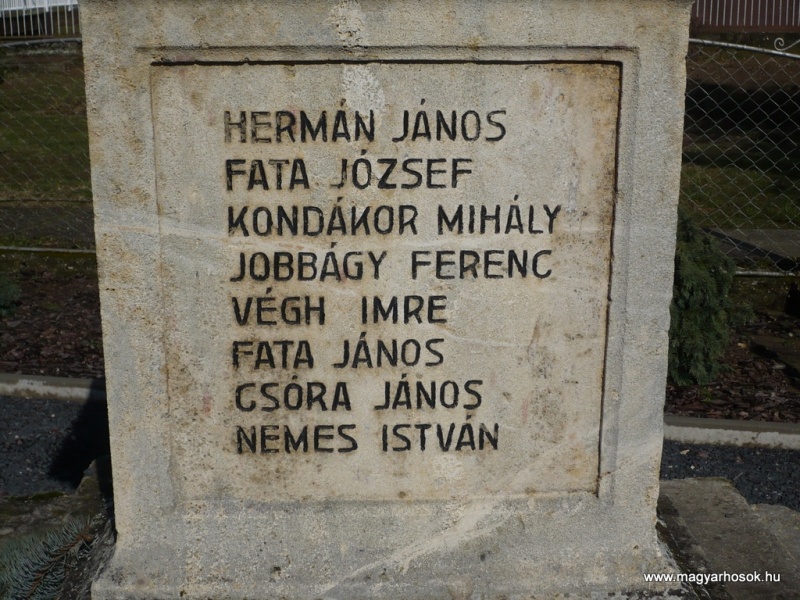 HERMÁN JÁNOS
FATA JÓZSEF
KONDÁKOR MIHÁLY
JOBBÁGY FERENC
VÉGH IMRE
FATA JÁNOS
CSÓRA JÁNOS
NEMES ISTVÁN
www.magyarhosok.hu